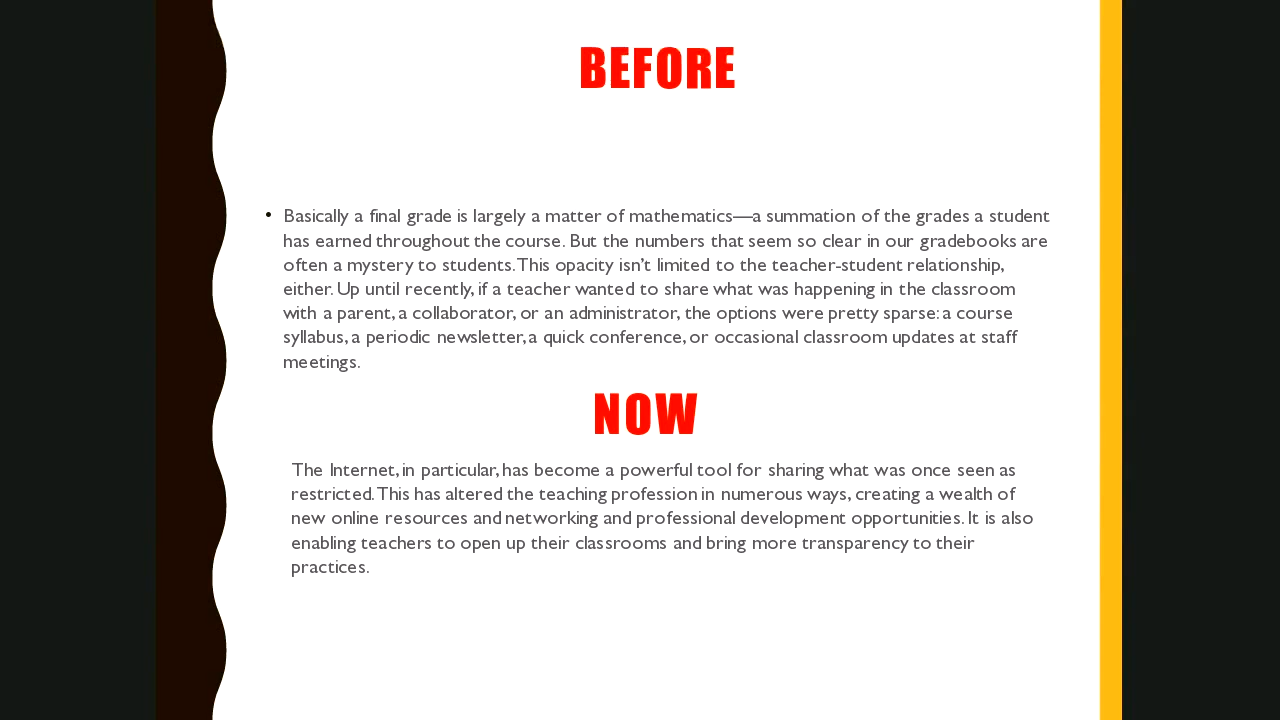 BEFORE
• Basically a final grade is largely a matter of mathematics—a summation of the grades a student
has earned throughout the course. But the numbers that seem so clear in our gradebooks are
often a mystery to students. This opacity isn’t limited to the teacher-student relationship,
either. Up until recently, if a teacher wanted to share what was happening in the classroom
with a parent, a collaborator, or an administrator, the options were pretty sparse: a course
syllabus, a periodic newsletter, a quick conference, or occasional classroom updates at staff
meetings.
NOW
The Internet, in particular, has become a powerful tool for sharing what was once seen as
restricted. This has altered the teaching profession in numerous ways, creating a wealth of
new online resources and networking and professional development opportunities. It is also
enabling teachers to open up their classrooms and bring more transparency to their
practices.